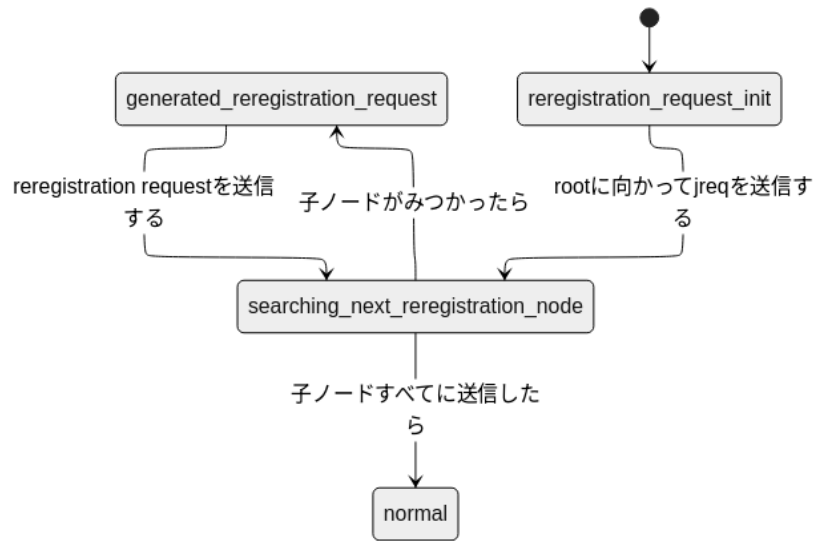 generated_reregistration_request
reregistration_request_init
reregistration requestを送信
する
子ノードがみつかったら
rootに向かってjreqを送信す
る
searching_next_reregistration_node
子ノードすべてに送信した
ら
normal